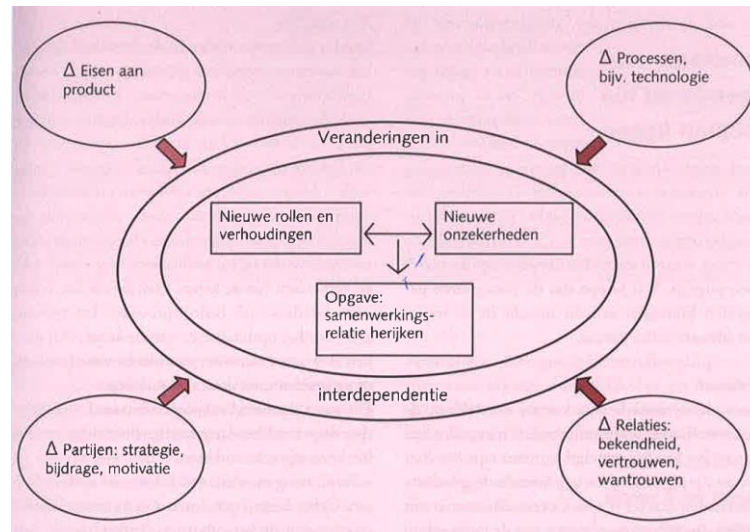 Δ Eisen aan
product
Δ Processen,
bijv. technologie
Veranderingen in
Nieuwe rollen en
verhoudingen
Nieuwe
onzekerheden
Opgave:
samenwerkings-
relatie herijken
interdependentie
Δ Partijen: strategie,
bijdrage, motivatie
Δ Relaties:
bekendheid,
vertrouwen,
wantrouwen